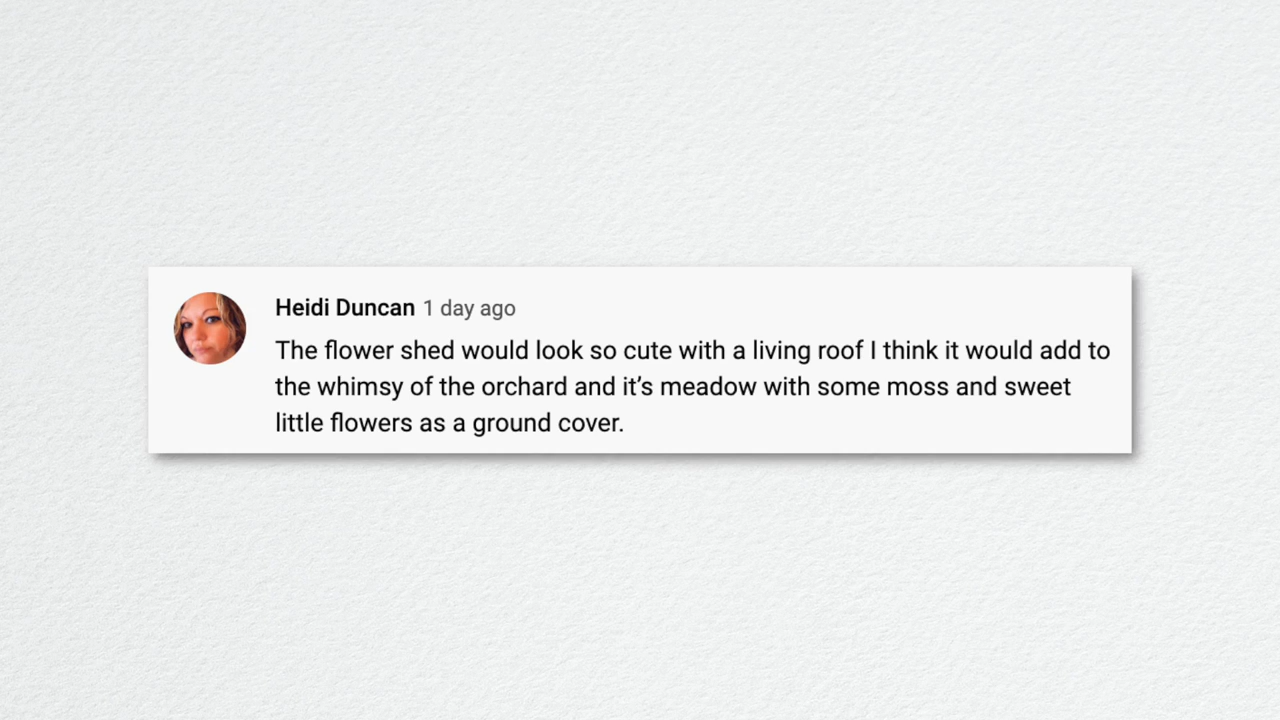 Heidi Duncan 1 day ago
The flower shed would look so cute with a living roof I think it would add to
the whimsy of the orchard and it’s meadow with some moss and sweet
little flowers as a ground cover.